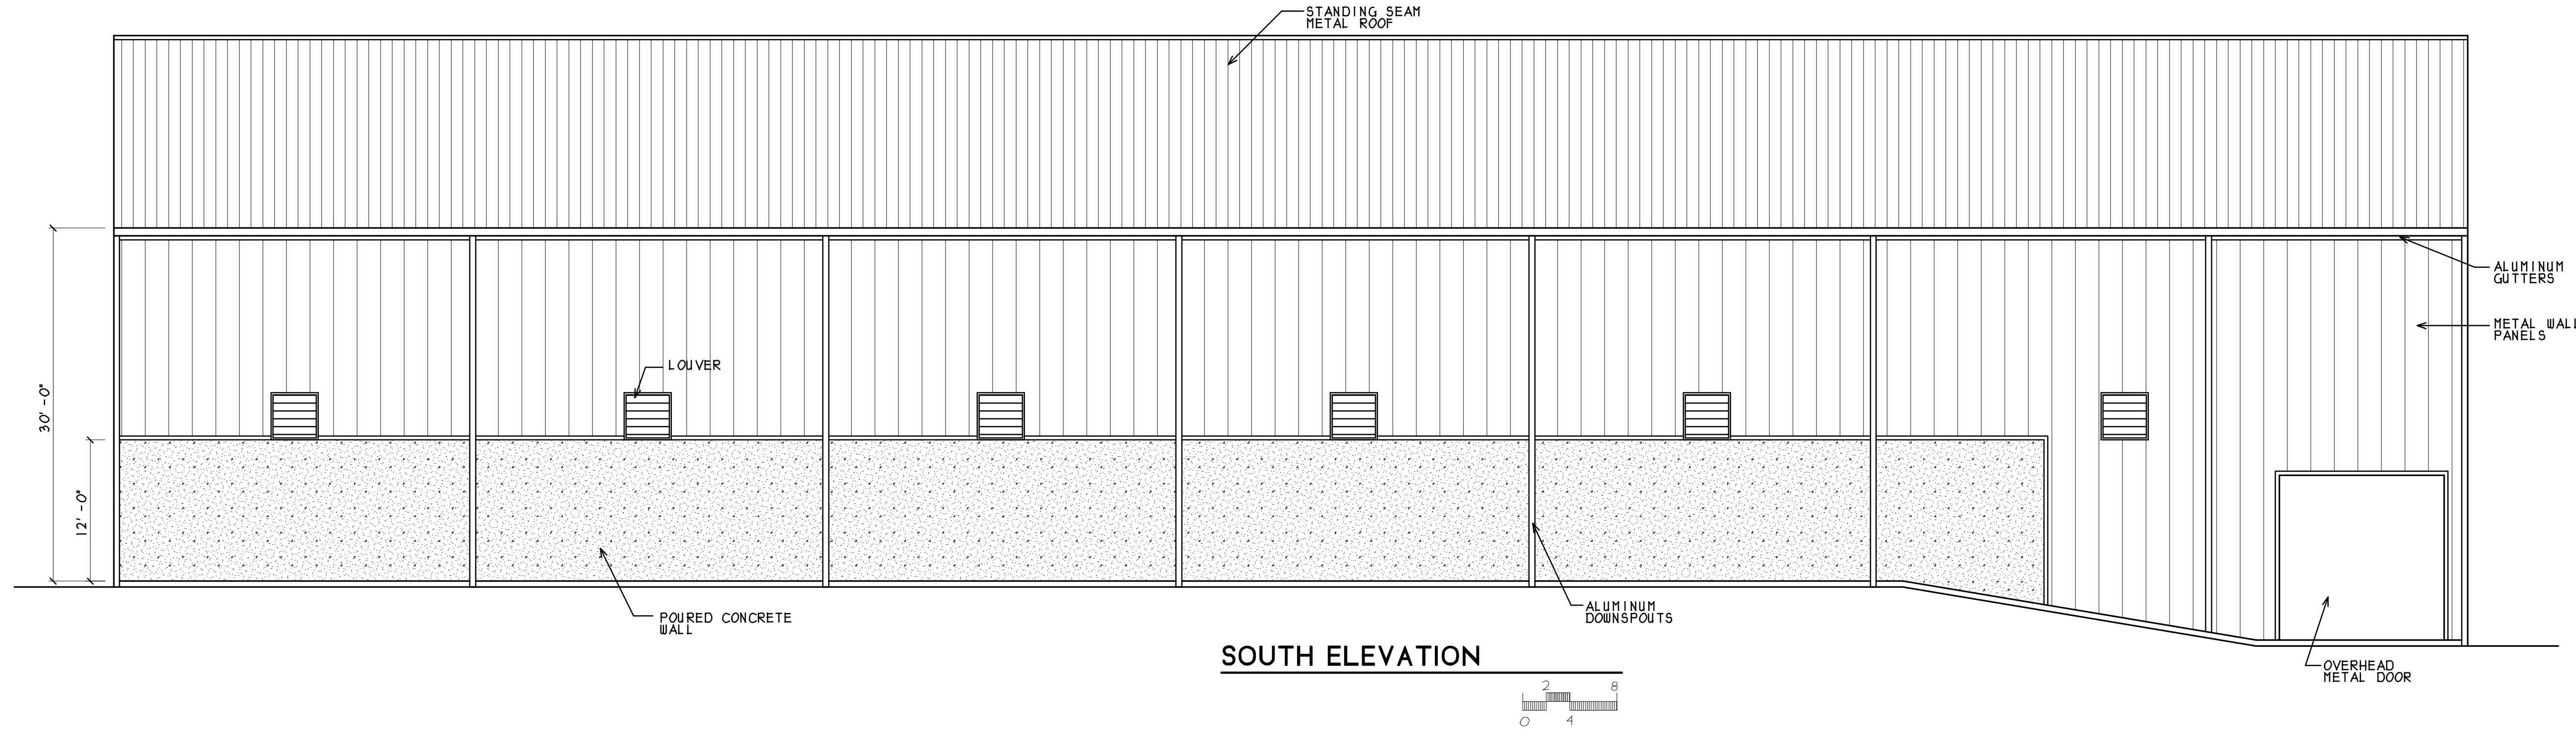 STANDING SEAM
METAL ROOF
ALUMINUM
GUTTERS
METAL WALL
PANELS
LOUVER
30'-0"
12'-0"
POURED CONCRETE
WALL
ALUMINUM
DOWNSPOUTS
SOUTH ELEVATION
OVERHEAD
METAL DOOR
2 8
0 4